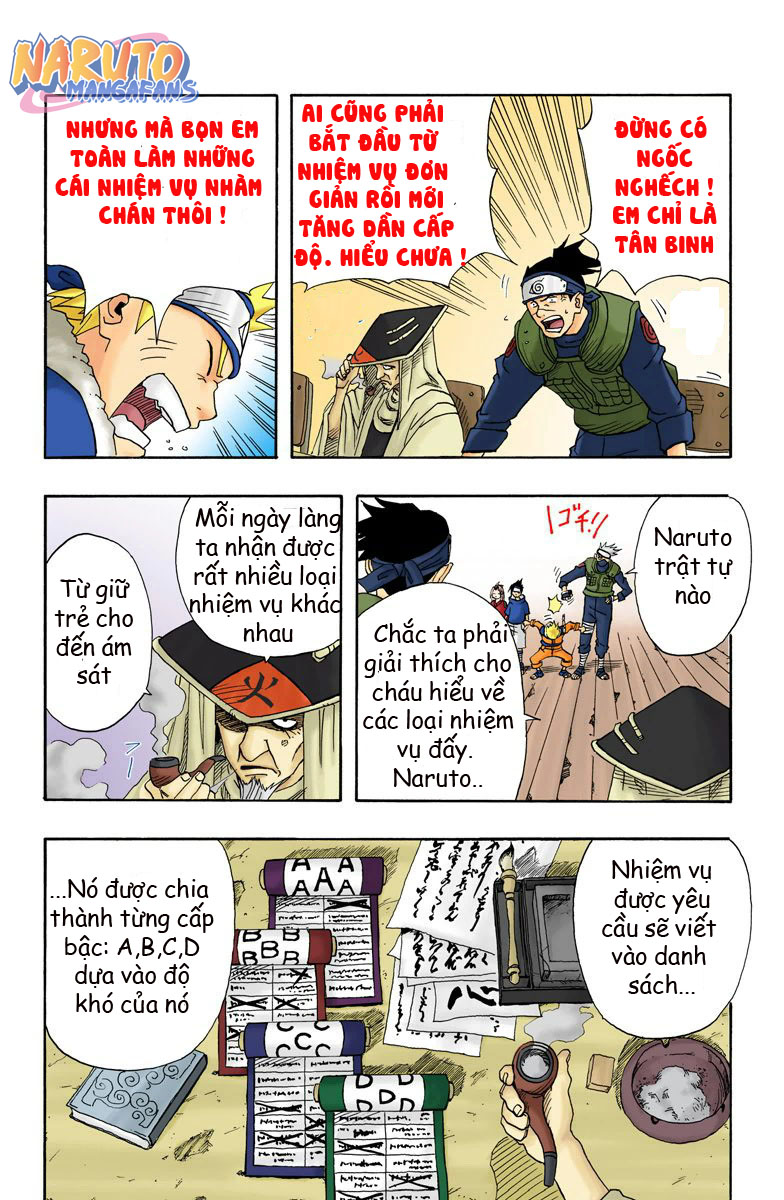 NARUTO
MANGAFANS
ĐỪNG CÓ
NGỐC
NGHẾCH !
EM CHỈ LÀ
TÂN BINH
AI CŨNG PHẢI
BẮT ĐẦU TỪ
NHIỆM VỤ ĐƠN
GIẢN RỒI MỚI
TĂNG DẦN CẤP
ĐỘ. HIỂU CHƯA !
NHƯNG MÀ BỌN EM
TOÀN LÀM NHỮNG
CÁI NHIỆM VỤ NHÀM
CHÁN THÔI !
Naruto
trật tự
nào
ゴチ!!
Chắc ta phải
giải thích cho
cháu hiểu về
các loại nhiệm
vụ đấy.
Naruto..
Mỗi ngày làng
ta nhận được
rất nhiều loại
nhiệm vụ khác
nhau
火
Từ giữ
trẻ cho
đến ám
sát
Nhiệm vụ
được yêu
cầu sẽ viết
vào danh
sách...
...Nó được chia
thành từng cấp
bậc: A,B,C,D
dựa vào độ
khó của nó
A A
A A A
B B
B B B
C C
C C C
D D
D D D